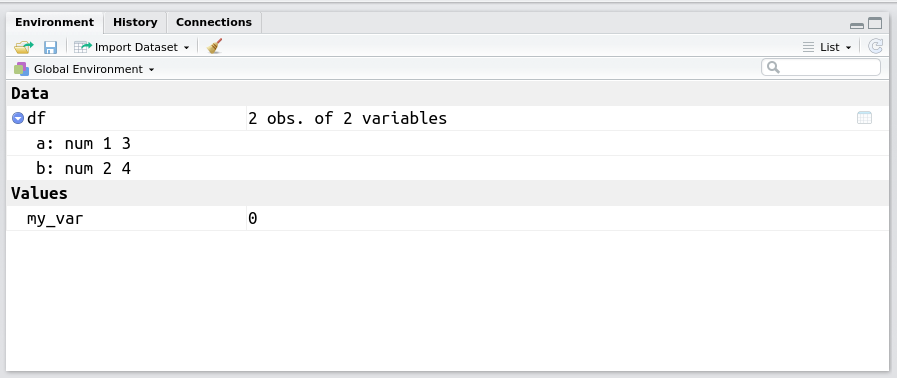 Environment History Connections
Import Dataset List
Global Environment
Data
df 2 obs. of 2 variables
a: num 1 3
b: num 2 4
Values
my_var 0